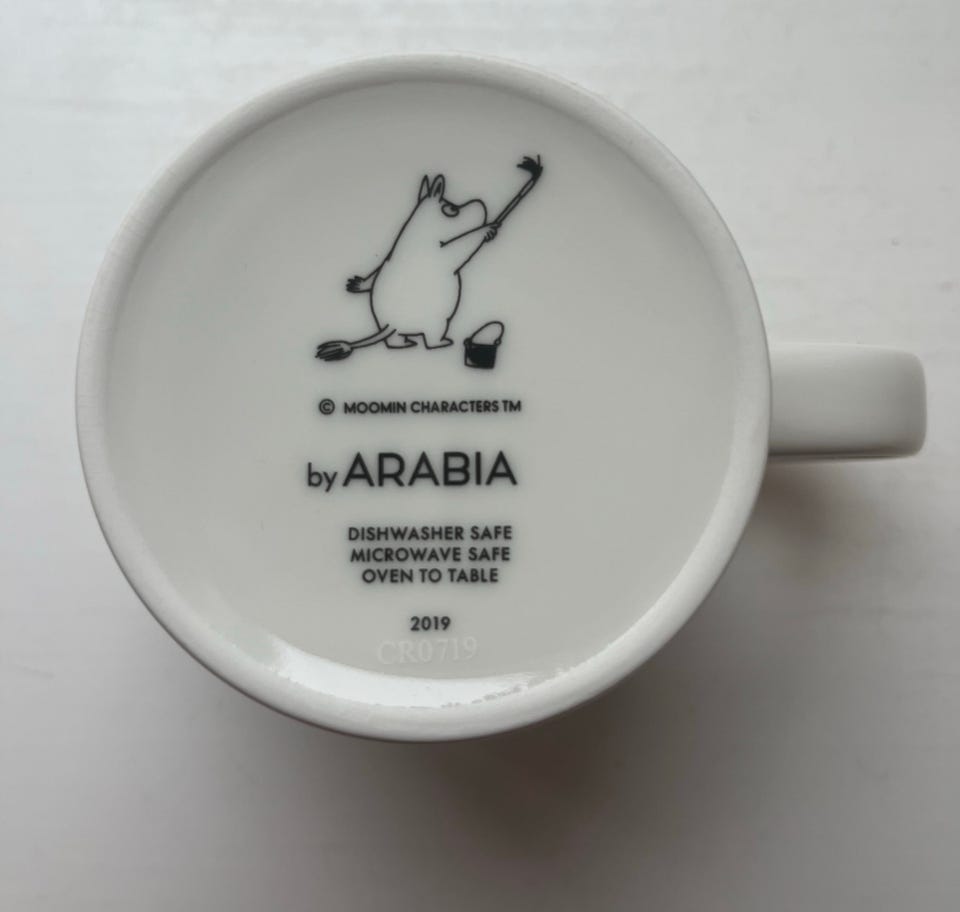 © MOOMIN CHARACTERS TM
by ARABIA
DISHWASHER SAFE
MICROWAVE SAFE
OVEN TO TABLE
2019
CR0719